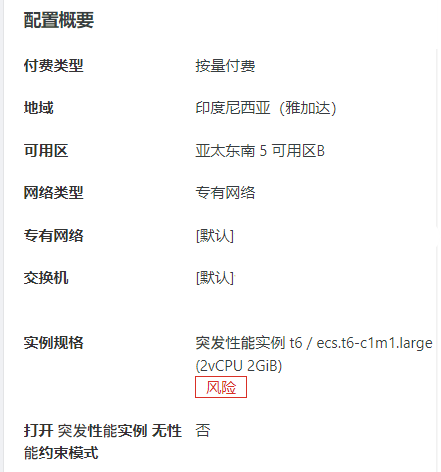 配置概要
付费类型 按量付费
地域 印度尼西亚（雅加达）
可用区 亚太东南 5 可用区B
网络类型 专有网络
专有网络 [默认]
交换机 [默认]
实例规格 突发性能实例 t6 / ecs.t6-c1m1.large
(2vCPU 2GiB)
风险
打开 突发性能实例 无性 否
能约束模式